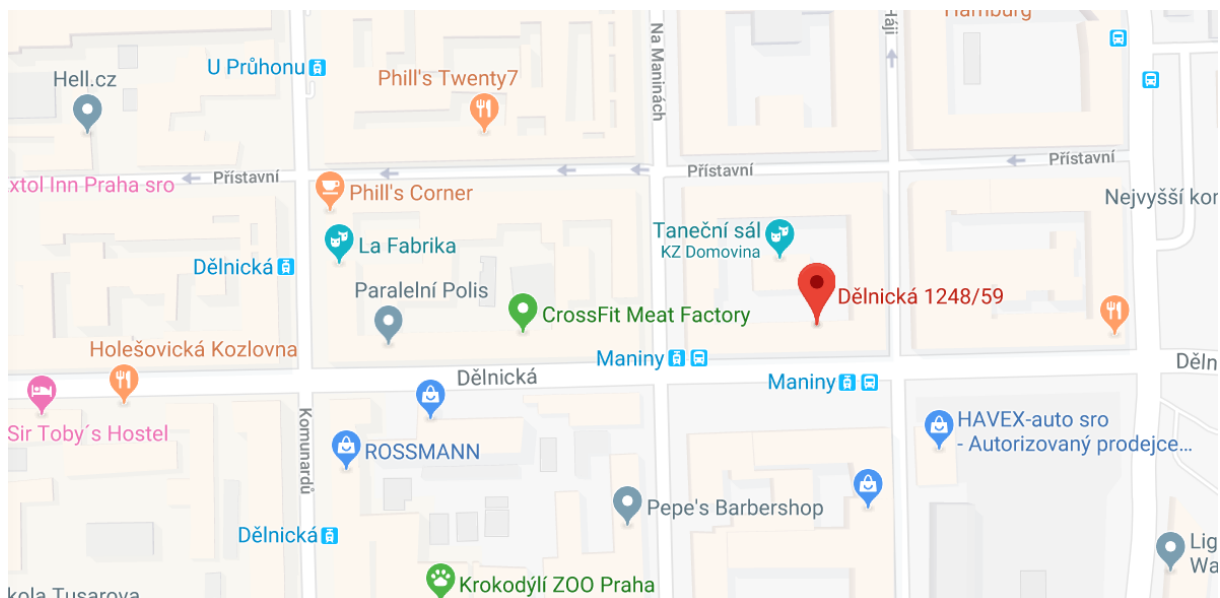 Hamburg
Háji
Na Maninách
U Průhonu
Hell.cz
Phill's Twenty7
Přístavní
Přístavní
Přístavní
xtol Inn Praha sro
Phill's Corner
Nejvyšší kor
Taneční sál
KZ Domovina
La Fabrika
Dělnická
Paralelní Polis
Dělnická 1248/59
CrossFit Meat Factory
Holešovická Kozlovna
Maniny
Děln
Dělnická
Maniny
Sir Toby´s Hostel
Komunardů
ROSSMANN
HAVEX-auto sro
- Autorizovaný prodejce...
Pepe's Barbershop
Dělnická
Lig
Wa
Krokodýlí ZOO Praha
kola Tusarova